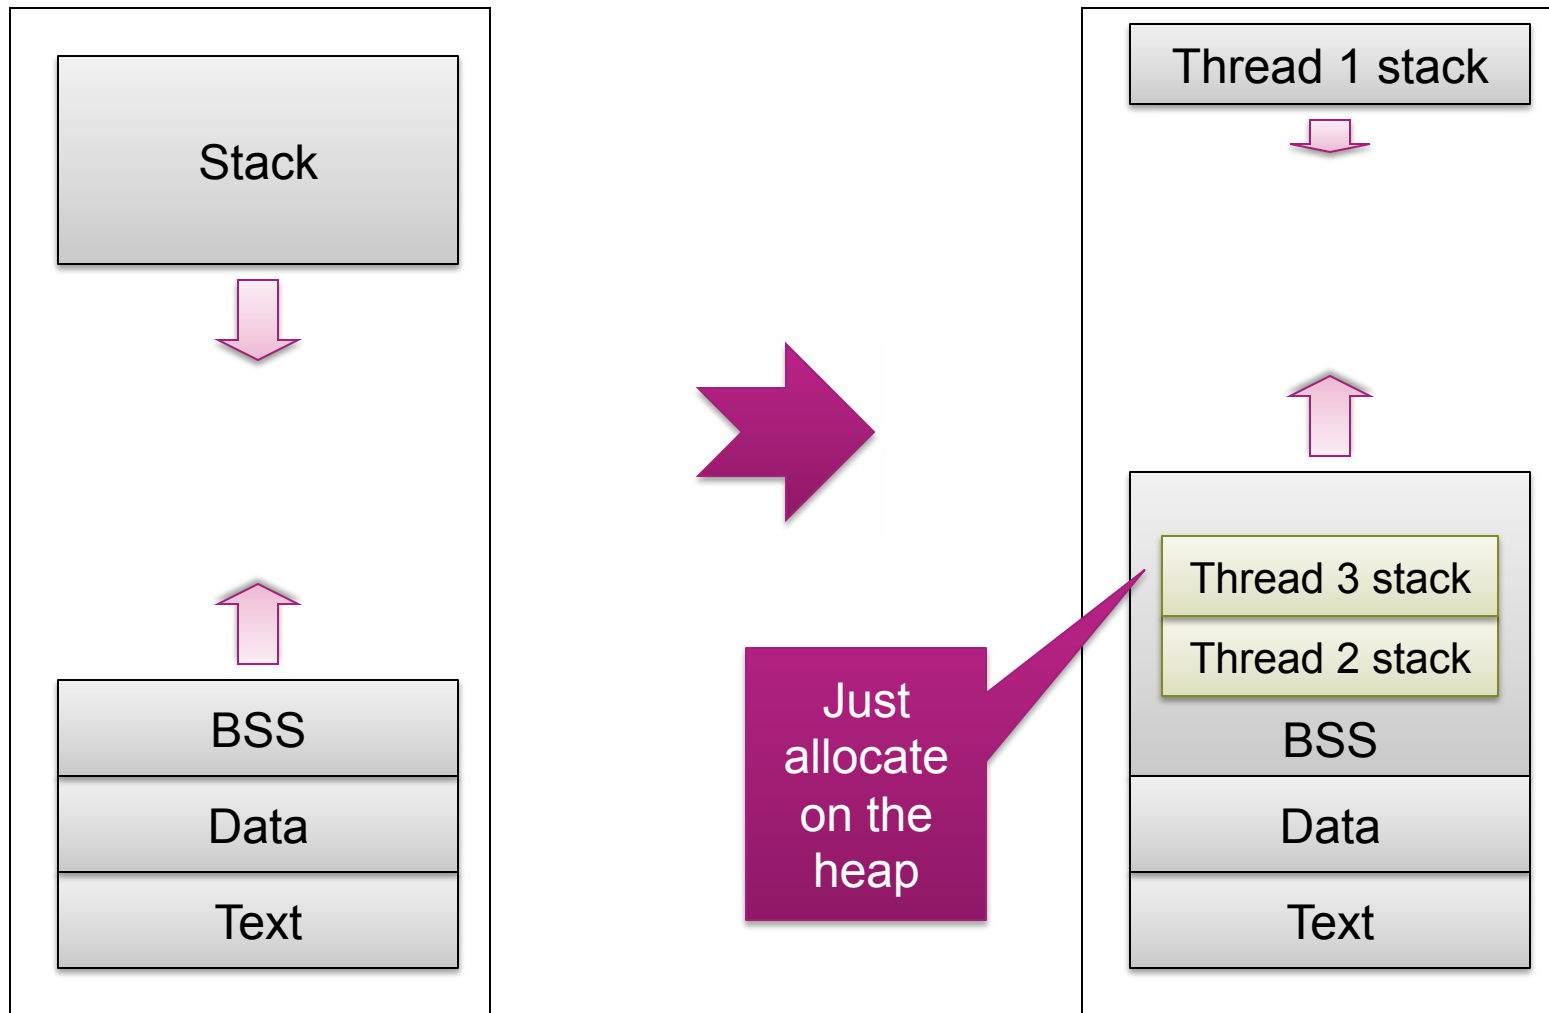 Stack
BSS
Data
Text
Just
allocate
on the
heap
Thread 1 stack
Thread 3 stack
Thread 2 stack
BSS
Data
Text